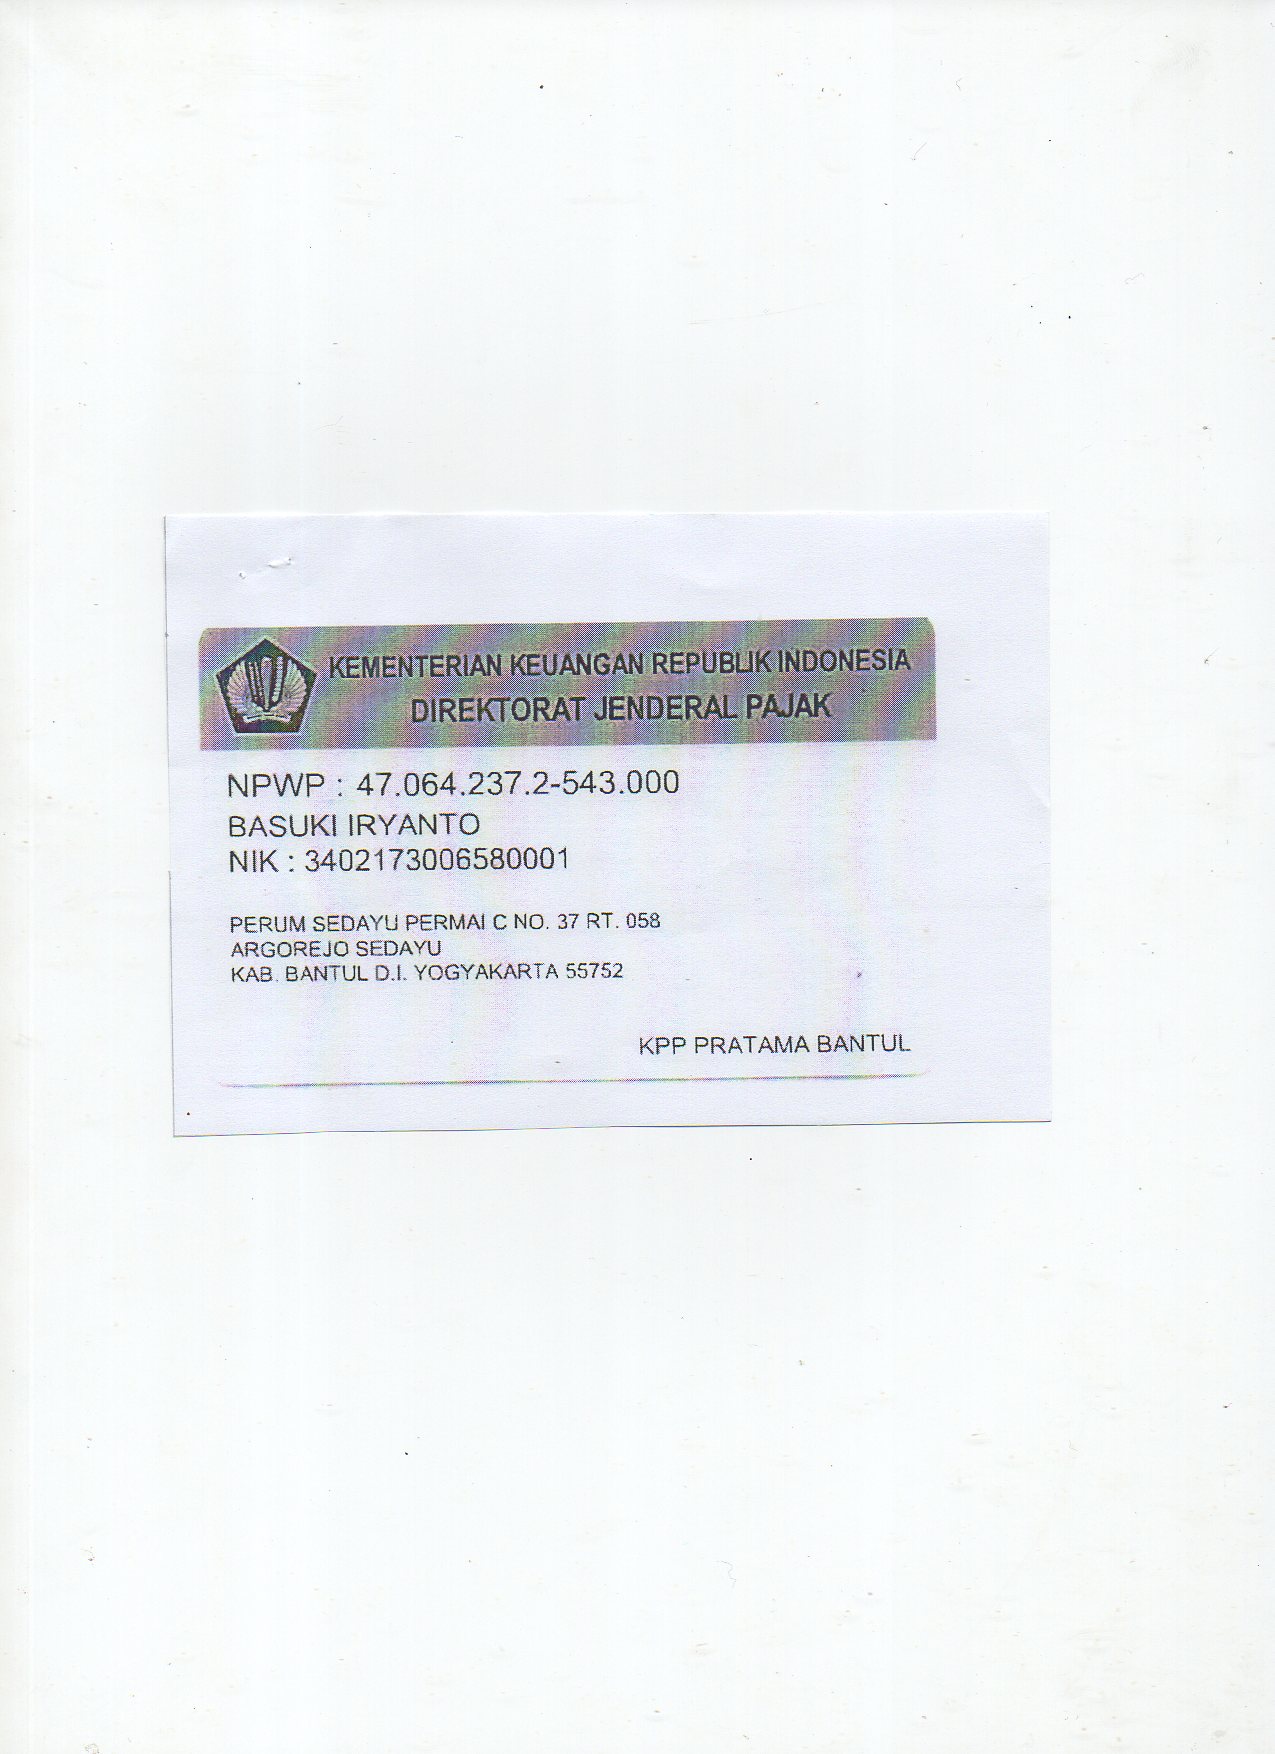 KEMENTERIAN KEUANGAN REPUBLIK INDONESIA
DIREKTORAT JENDERAL PAJAK
NPWP : 47.064.237.2-543.000
BASUKI IRYANTO
NIK : 3402173006580001
PERUM SEDAYU PERMAI C NO. 37 RT. 058
ARGOREJO SEDAYU
KAB. BANTUL D.I. YOGYAKARTA 55752
KPP PRATAMA BANTUL